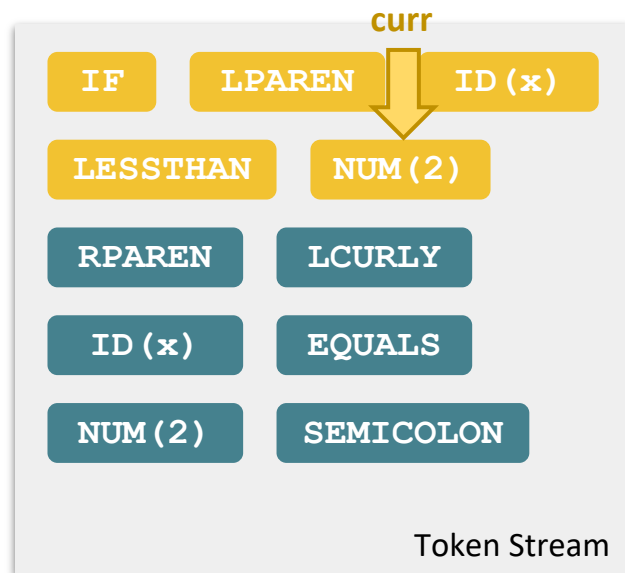 curr
IF LPAREN ID(x)
LESSTHAN NUM(2)
RPAREN LCURLY
ID(x) EQUALS
NUM(2) SEMICOLON
Token Stream